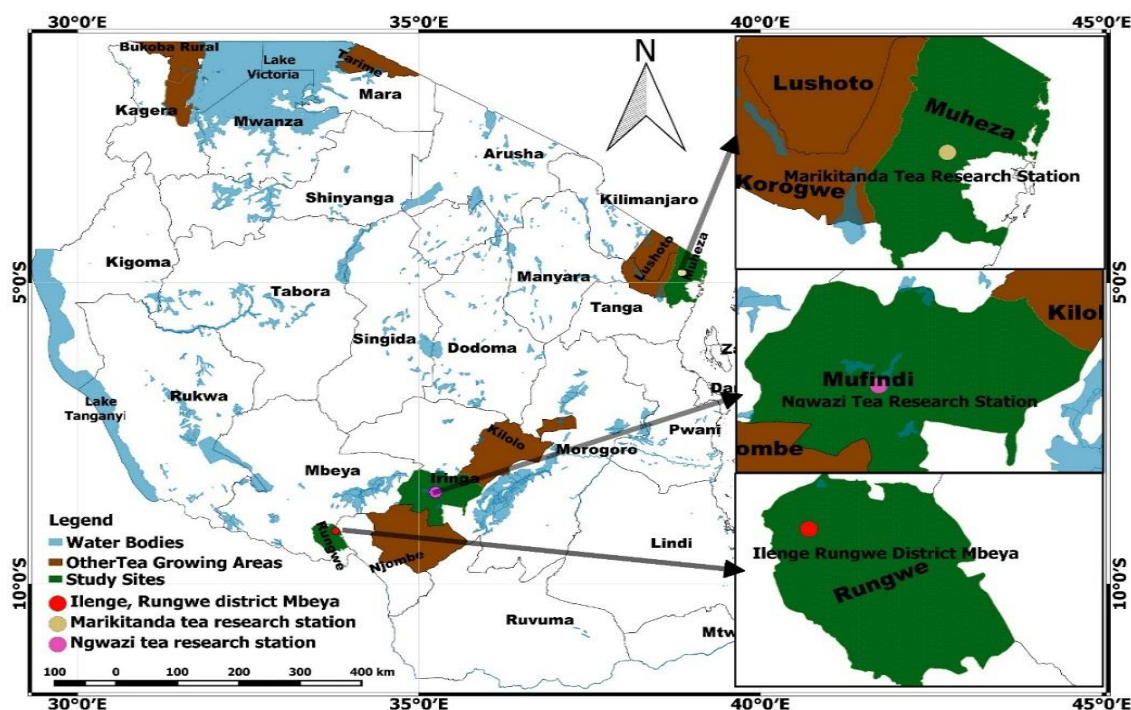 30°0′E 35°0′E 40°0′E 45°0′E
Bukoba Rural
Lake
Victoria
Tarime
Kagera
Mara
Mwanza
N
Arusha
Shinyanga
Kilimanjaro
Kigoma
Lushoto
Muheza
Manyara
5°0′S
5°0′S
Tabora
Tanga
Singida
Dodoma
Rukwa
Lake
Tanganyi
Pwani
Kilolo
Morogoro
Mbeya
Iringa
Rungwe
Njombe
Lindi
Ruvuma
Mtw
10°0′S
10°0′S
Legend
Water Bodies
OtherTea Growing Areas
Study Sites
Ilenge, Rungwe district Mbeya
Marikitanda tea research station
Ngwazi tea research station
100 0 100 200 300 400 km
Lushoto
Muheza
Marikitanda Tea Research Station
Korogwe
Kilol
Mufindi
Ngwazi Tea Research Station
ombe
Ilenge Rungwe District Mbeya
Rungwe
30°0′E 35°0′E 40°0′E 45°0′E